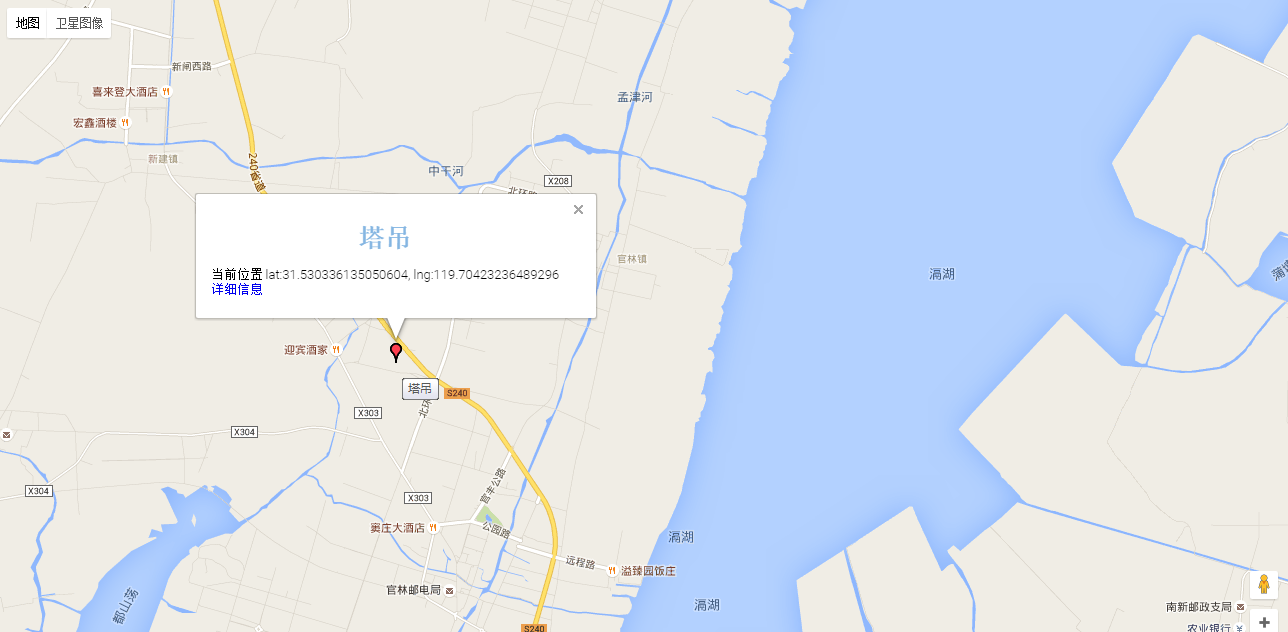 地图 卫星图像
新闸西路
喜来登大酒店
孟津河
宏鑫酒楼
新建镇
240省道
中干河
X208
北环路
塔吊
当前位置 lat:31.530336135050604, lng:119.70423236489296
详细信息
官林镇
滆湖
迎宾酒家
塔吊
S240
X303
北环
X304
X304
官丰公路
X303
窦庄大酒店
公园路
滆湖
远程路
溢臻园饭庄
官林邮电局
都山荡
滆湖
南新邮政支局
农业银行
S240